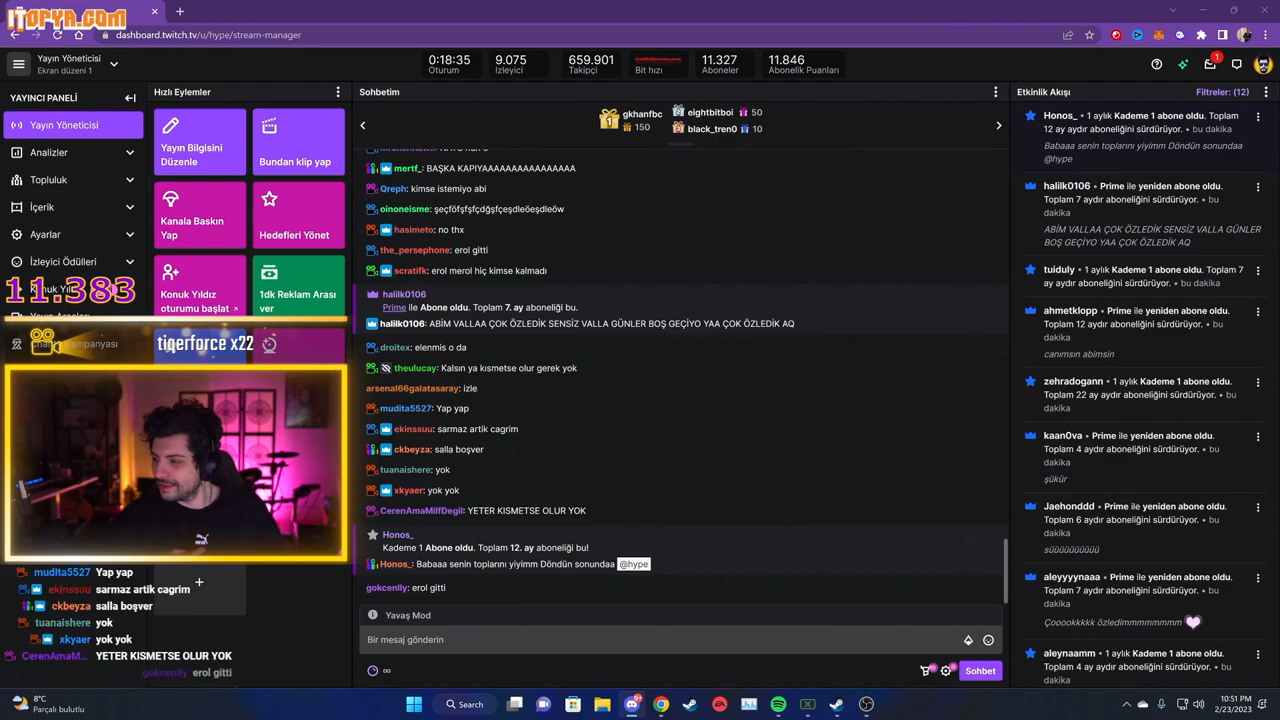 iTOPYA.COM
dashboard.twitch.tv/u/hype/stream-manager
Yayın Yöneticisi
Ekran düzeni 1
0:18:35
Oturum
9.075
İzleyici
659.901
Takipçi
Bit hızı
11.327
Aboneler
11.846
Abonelik Puanları
1
YAYINCI PANELİ
Yayın Yöneticisi
Analizler
Topluluk
İçerik
Ayarlar
İzleyici Ödülleri
11.383
tigerforce x22
Hızlı Eylemler
Yayın Bilgisini Düzenle
Bundan klip yap
Kanala Baskın Yap
Hedefleri Yönet
Konuk Yıldız oturumu başlat
1dk Reklam Arası ver
mudita5527 Yap yap
ekinssuu sarmaz artik cagrim
ckbeyza salla boşver
tuanaishere yok
xkyaer yok yok
CerenAmaM... YETER KISMETSE OLUR YOK
gokcenlly erol gitti
Sohbetim
1
gkhanfbc
150
eightbitboi 50
black_tren0 10
mertf_: BAŞKA KAPIYAAAAAAAAAAAAAAAA
Qreph: kimse istemiyo abi
oinoneisme: şeçföfşfşfçdğşfçeşdleöeşdleöw
hasimeto: no thx
the_persephone: erol gitti
scratifk: erol merol hiç kimse kalmadı
halilk0106
Prime ile Abone oldu. Toplam 7. ay aboneliği bu.
halilk0106: ABİM VALLAA ÇOK ÖZLEDİK SENSİZ VALLA GÜNLER BOŞ GEÇİYO YAA ÇOK ÖZLEDİK AQ
droitex: elenmis o da
theulucay: Kalsın ya kısmetse olur gerek yok
arsenal66galatasaray: izle
mudita5527: Yap yap
ekinssuu: sarmaz artik cagrim
ckbeyza: salla boşver
tuanaishere: yok
xkyaer: yok yok
CerenAmaMilfDegil: YETER KISMETSE OLUR YOK
Honos_
Kademe 1 Abone oldu. Toplam 12. ay aboneliği bu!
Honos_: Babaaa senin toplarını yiyimm Döndün sonundaa @hype
gokcenlly: erol gitti
Yavaş Mod
Bir mesaj gönderin
Sohbet
Etkinlik Akışı
Filtreler: (12)
Honos_ • 1 aylık Kademe 1 abone oldu. Toplam
12 ay aydır aboneliğini sürdürüyor. • bu dakika
Babaaa senin toplarını yiyimm Döndün sonundaa
@hype
halilk0106 • Prime ile yeniden abone oldu.
Toplam 7 aydır aboneliğini sürdürüyor. • bu
dakika
ABİM VALLAA ÇOK ÖZLEDİK SENSİZ VALLA GÜNLER
BOŞ GEÇİYO YAA ÇOK ÖZLEDİK AQ
tuiduly • 1 aylık Kademe 1 abone oldu. Toplam 7
ay aydır aboneliğini sürdürüyor. • bu dakika
ahmetklopp • 1 aylık Kademe 1 abone oldu.
Toplam 12 ay aydır aboneliğini sürdürüyor. • bu
dakika
canımsın abimsin
zehradogann • 1 aylık Kademe 1 abone oldu.
Toplam 22 ay aydır aboneliğini sürdürüyor. • bu
dakika
kaan0va • Prime ile yeniden abone oldu.
Toplam 4 aydır aboneliğini sürdürüyor. • bu
dakika
şükür
Jaehonddd • Prime ile yeniden abone oldu.
Toplam 6 aydır aboneliğini sürdürüyor. • bu
dakika
süüüüüüüüüü
aleyyyynaaa • Prime ile yeniden abone oldu.
Toplam 7 aydır aboneliğini sürdürüyor. • bu
dakika
Çooookkkkk özledimmmmmmm
aleynaamm • 1 aylık Kademe 1 abone oldu.
Toplam 4 ay aydır aboneliğini sürdürüyor. • bu
dakika
8°C
Parçalı bulutlu
Search
10:51 PM
2/23/2023